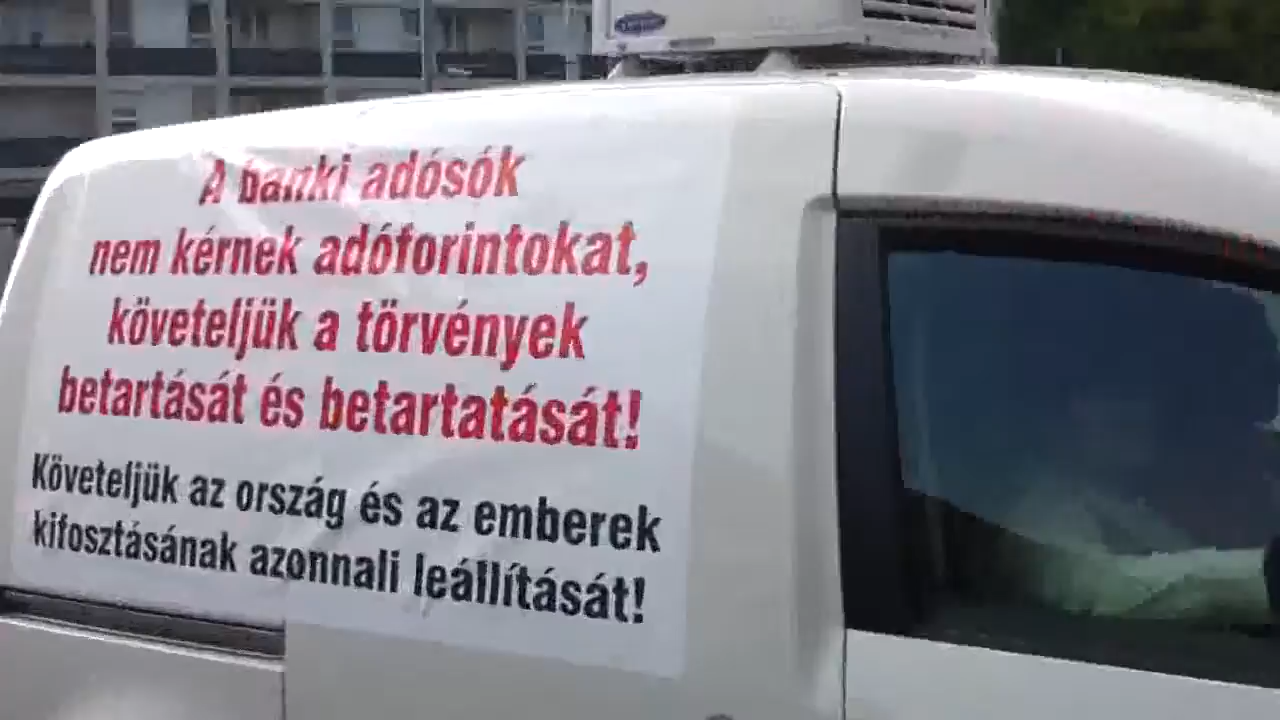 A banki adósók
nem kérnek adóforintokat,
követeljük a törvények
betartását és betartatását!
Követeljük az ország és az emberek
kifosztásának azonnali leállítását!